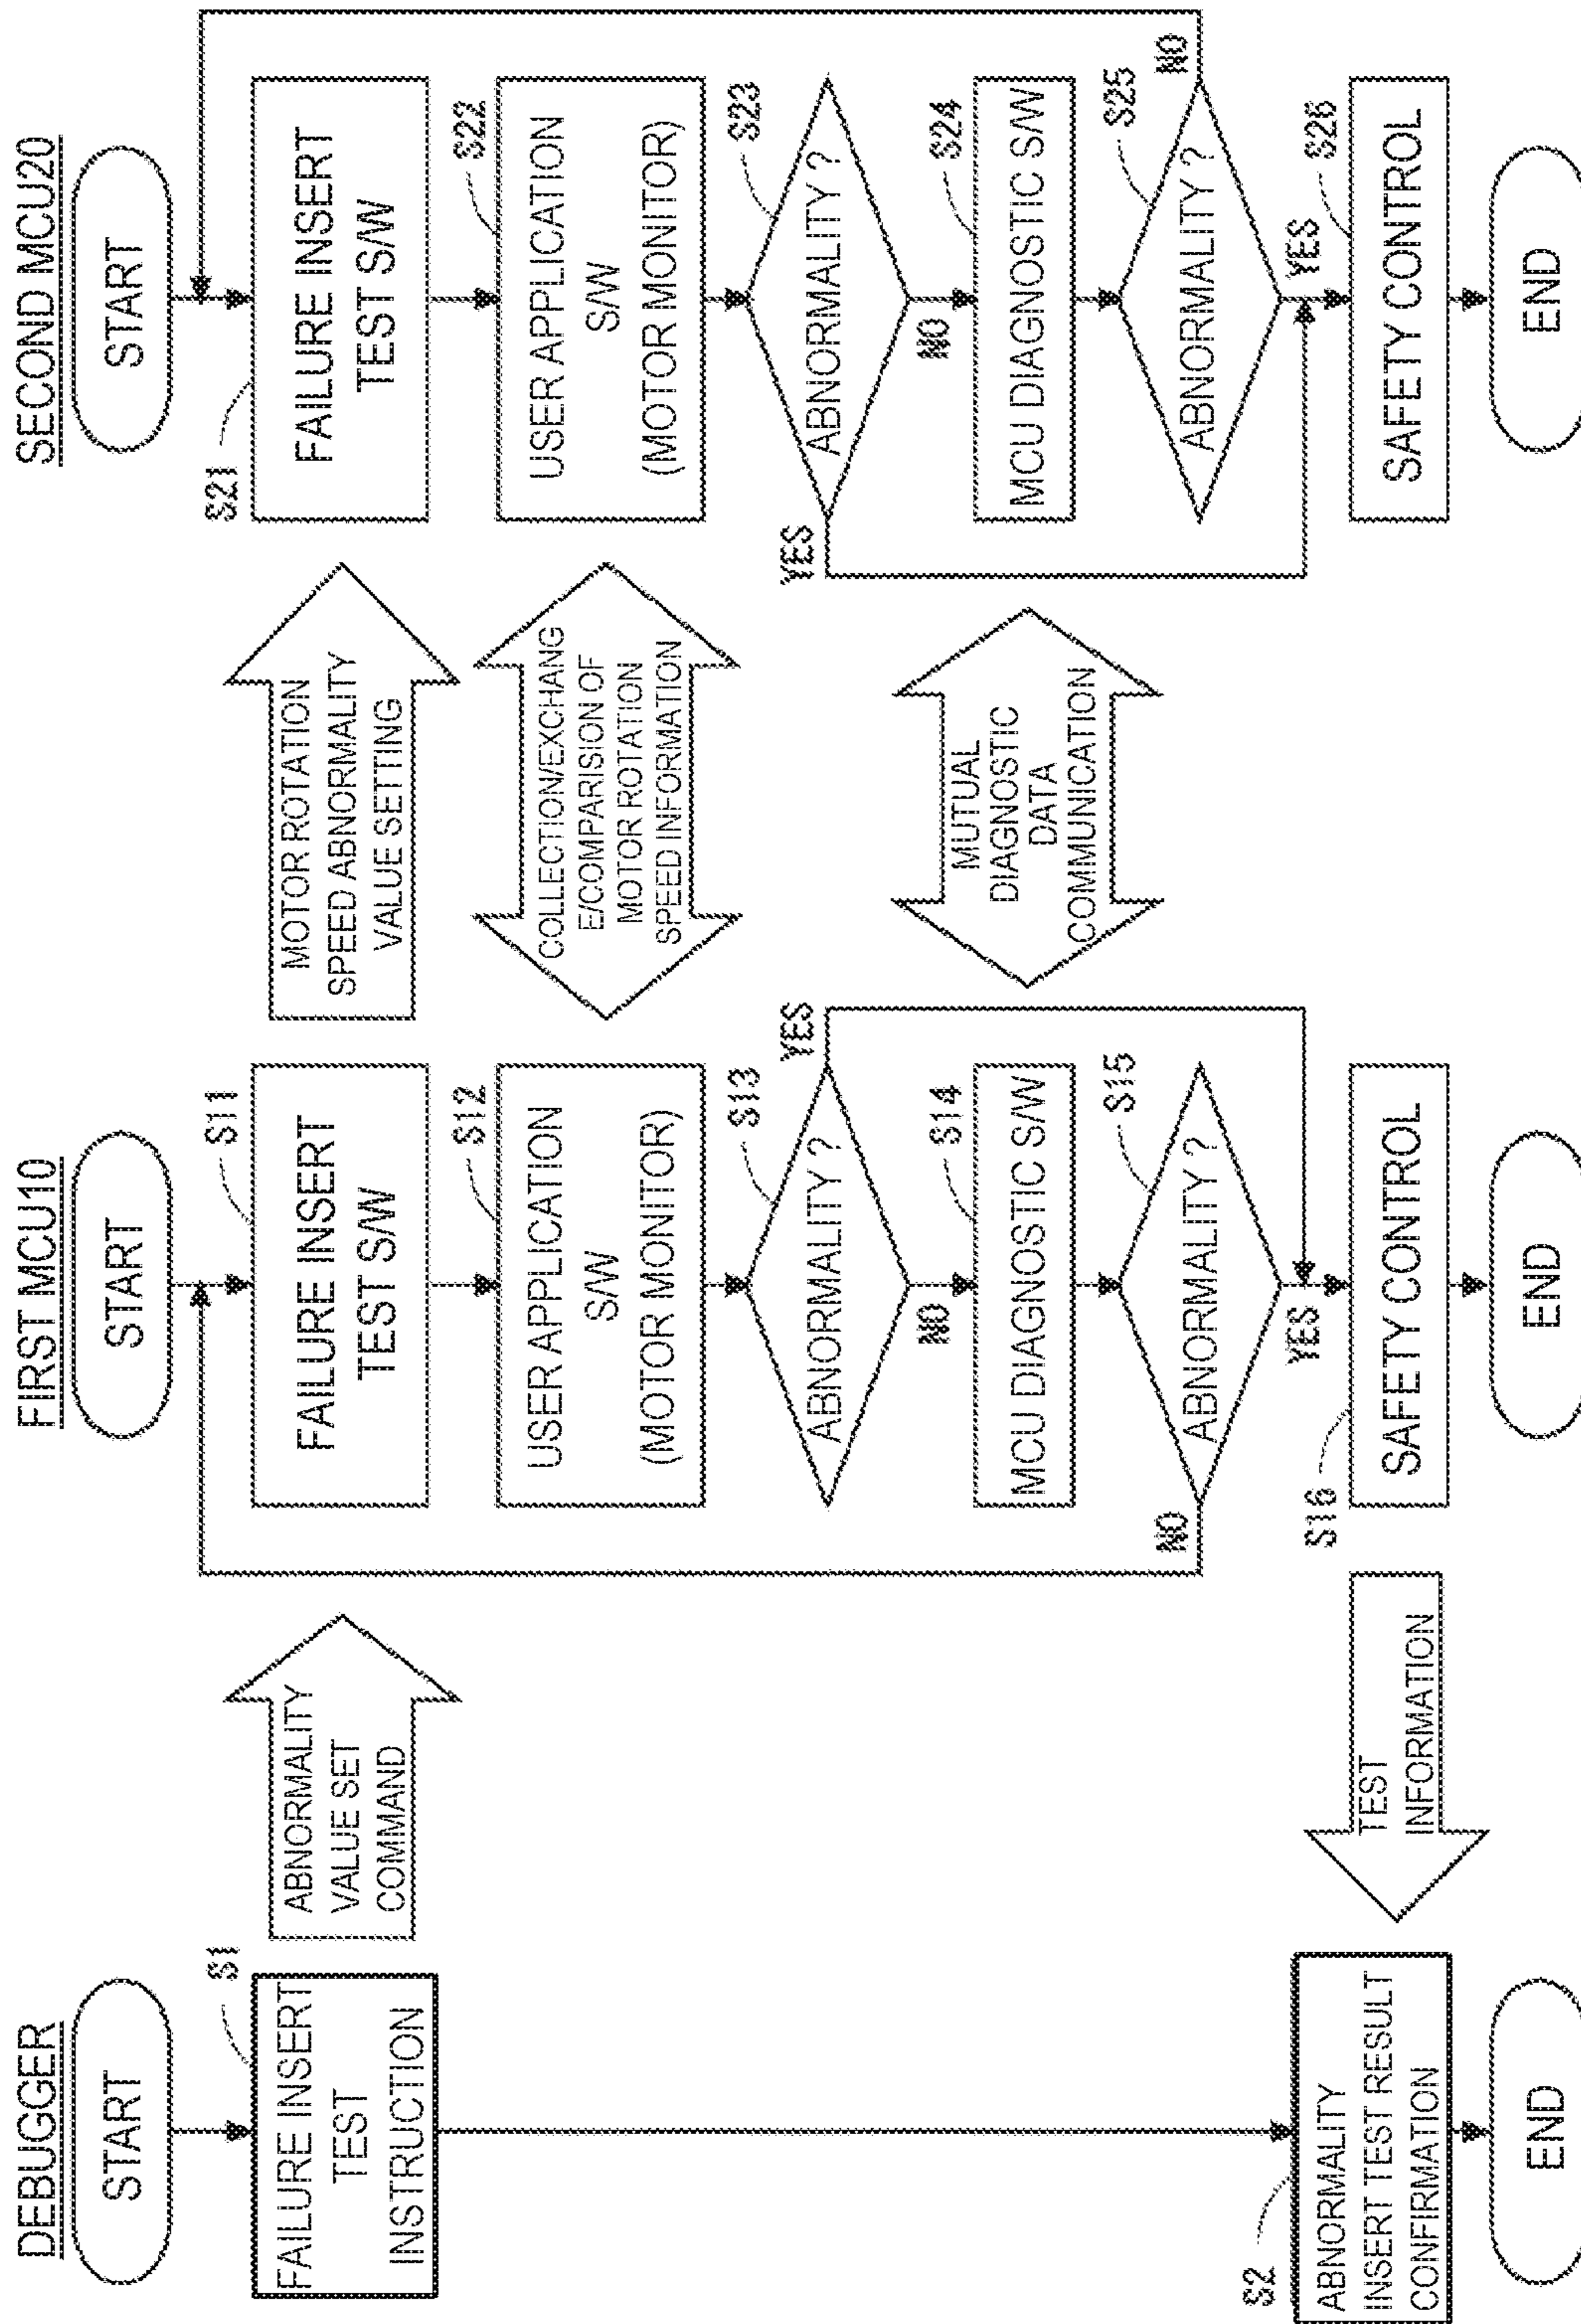 DEBUGGER
START
S1
FAILURE INSERT
TEST
INSTRUCTION
S2
ABNORMALITY
INSERT TEST RESULT
CONFIRMATION
END
ABNORMALITY
VALUE SET
COMMAND
TEST
INFORMATION
FIRST MCU10
START
S11
FAILURE INSERT
TEST S/W
S12
USER APPLICATION
S/W
(MOTOR MONITOR)
S13
ABNORMALITY ?
YES
NO
S14
MCU DIAGNOSTIC S/W
S15
ABNORMALITY ?
NO
YES
S16
SAFETY CONTROL
END
MOTOR ROTATION
SPEED ABNORMALITY
VALUE SETTING
COLLECTION/EXCHANG
E/COMPARISION OF
MOTOR ROTATION
SPEED INFORMATION
MUTUAL
DIAGNOSTIC
DATA
COMMUNICATION
SECOND MCU20
START
S21
FAILURE INSERT
TEST S/W
S22
USER APPLICATION
S/W
(MOTOR MONITOR)
S23
ABNORMALITY ?
YES
NO
S24
MCU DIAGNOSTIC S/W
S25
ABNORMALITY ?
NO
YES
S26
SAFETY CONTROL
END